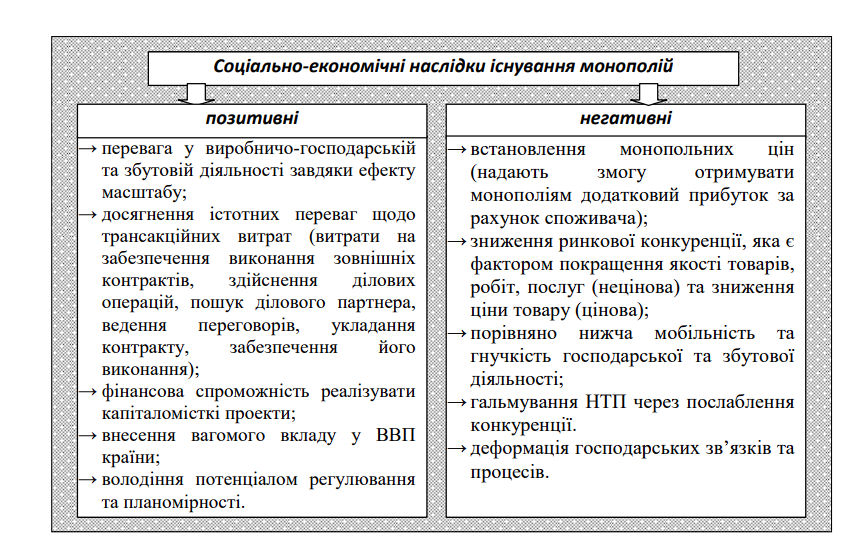 Соціально-економічні наслідки існування монополій
позитивні
→ перевага у виробничо-господарській
та збутовій діяльності завдяки ефекту
масштабу;
→ досягнення істотних переваг щодо
трансакційних витрат (витрати на
забезпечення виконання зовнішніх
контрактів, здійснення ділових
операцій, пошук ділового партнера,
ведення переговорів, укладання
контракту, забезпечення його
виконання);
→ фінансова спроможність реалізувати
капіталомісткі проекти;
→ внесення вагомого вкладу у ВВП
країни;
→ володіння потенціалом регулювання
та планомірності.
негативні
→ встановлення монопольних цін
(надають змогу отримувати
монополіям додатковий прибуток за
рахунок споживача);
→ зниження ринкової конкуренції, яка є
фактором покращення якості товарів,
робіт, послуг (нецінова) та зниження
ціни товару (цінова);
→ порівняно нижча мобільність та
гнучкість господарської та збутової
діяльності;
→ гальмування НТП через послаблення
конкуренції.
→ деформація господарських зв’язків та
процесів.